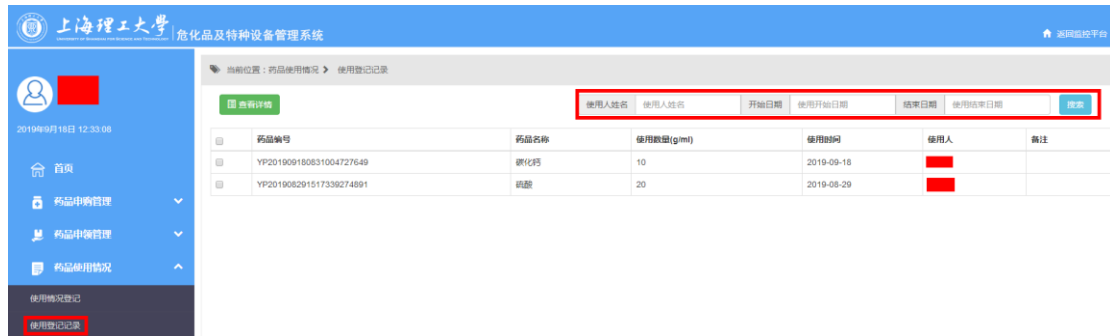 上海理工大学 危化品及特种设备管理系统
UNIVERSITY OF SHANGHAI FOR SCIENCE AND TECHNOLOGY
返回监控平台
当前位置：药品使用情况 使用登记记录
查看详情 使用人姓名 使用人姓名 开始日期 使用开始日期 结束日期 使用结束日期 搜索
2019年9月18日 12:33:08
药品编号 药品名称 使用数量(g/ml) 使用时间 使用人 备注
YP201909180831004727649 碳化钙 10 2019-09-18
YP201908291517339274891 硫酸 20 2019-08-29
首页
药品申购管理
药品申领管理
药品使用情况
使用情况登记
使用登记记录